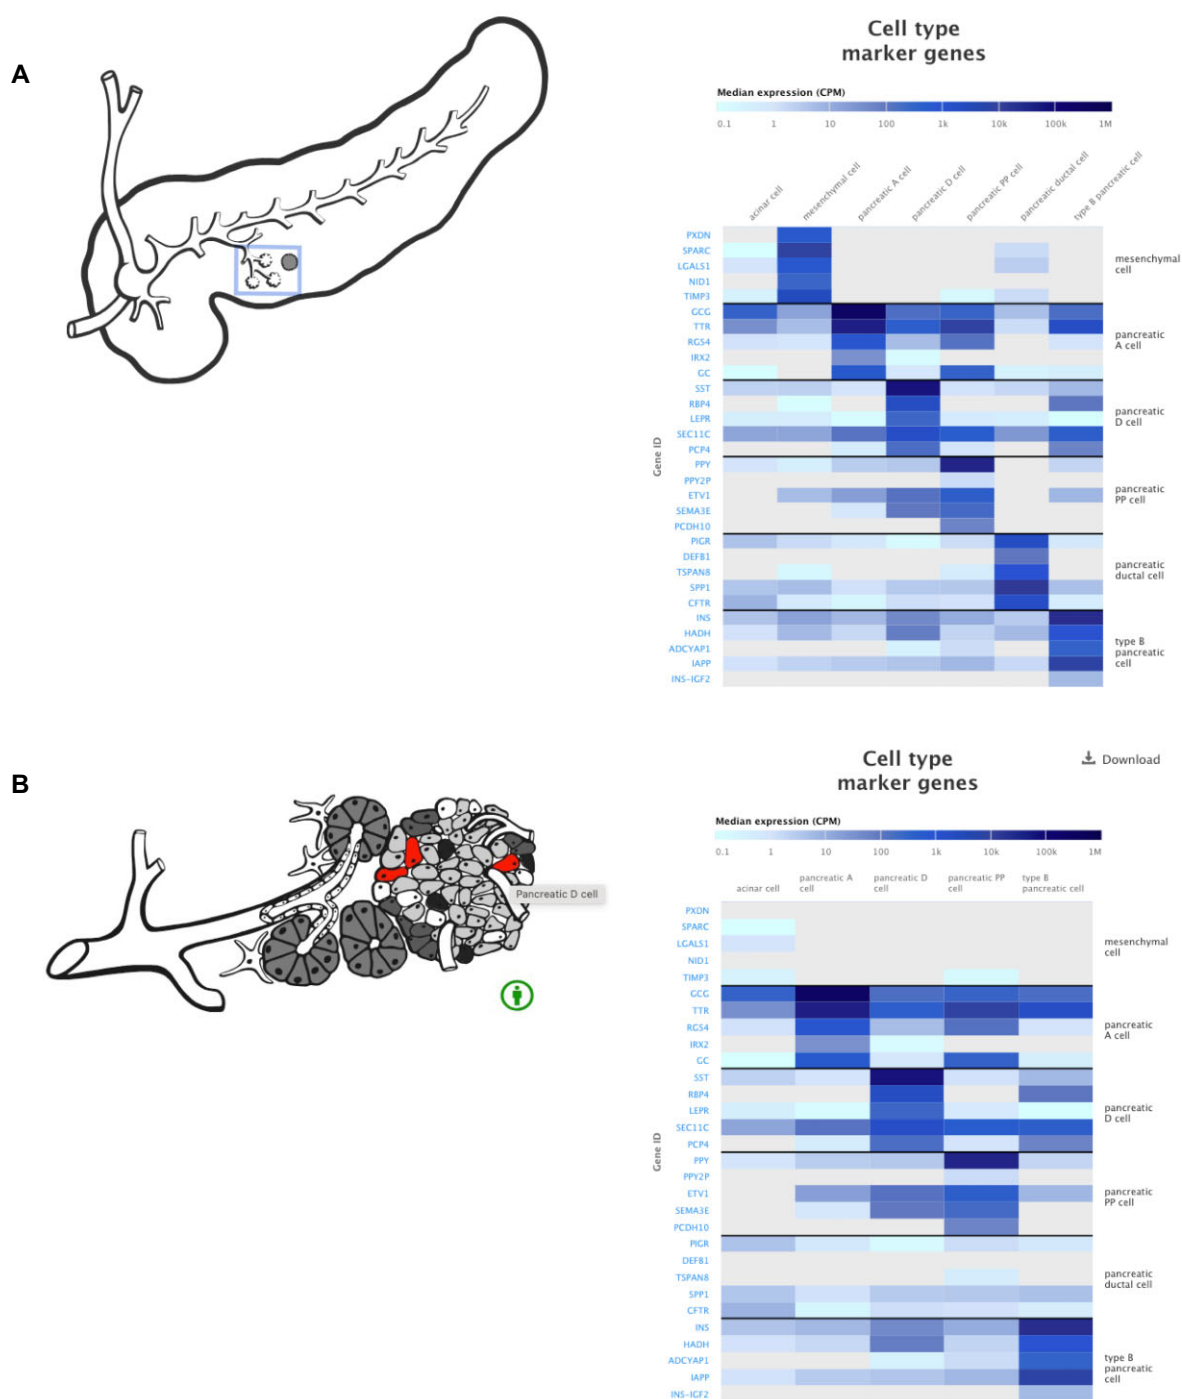 A
Cell type
marker genes
Median expression (CPM)
0.1 1 10 100 1k 10k 100k 1M
acinar cell
mesenchymal cell
pancreatic A cell
pancreatic D cell
pancreatic PP cell
pancreatic ductal cell
type B pancreatic cell
Gene ID
PXDN
SPARC
LGALS1
NID1
TIMP3
mesenchymal
cell
GCG
TTR
RGS4
IRX2
GC
pancreatic
A cell
SST
RBP4
LEPR
SEC11C
PCP4
pancreatic
D cell
PPY
PPY2P
ETV1
SEMA3E
PCDH10
pancreatic
PP cell
PIGR
DEFB1
TSPAN8
SPP1
CFTR
pancreatic
ductal cell
INS
HADH
ADCYAP1
IAPP
INS-IGF2
type B
pancreatic
cell
B
Pancreatic D cell
Cell type
marker genes
Download
Median expression (CPM)
0.1 1 10 100 1k 10k 100k 1M
acinar cell
pancreatic A
cell
pancreatic D
cell
pancreatic PP
cell
type B
pancreatic cell
Gene ID
PXDN
SPARC
LGALS1
NID1
TIMP3
mesenchymal
cell
GCG
TTR
RGS4
IRX2
GC
pancreatic
A cell
SST
RBP4
LEPR
SEC11C
PCP4
pancreatic
D cell
PPY
PPY2P
ETV1
SEMA3E
PCDH10
pancreatic
PP cell
PIGR
DEFB1
TSPAN8
SPP1
CFTR
pancreatic
ductal cell
INS
HADH
ADCYAP1
IAPP
INS-IGF2
type B
pancreatic
cell